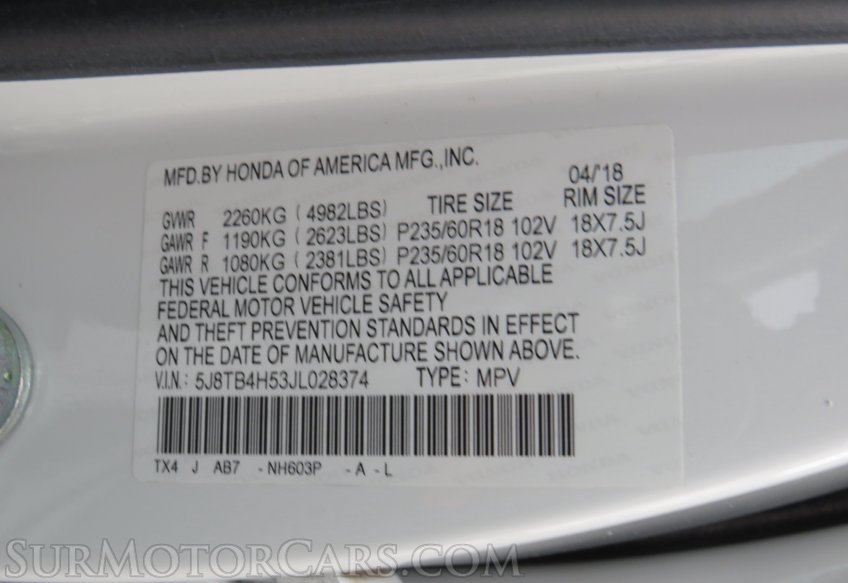 MFD.BY HONDA OF AMERICA MFG.,INC.
04/'18
GVWR 2260KG ( 4982LBS) TIRE SIZE RIM SIZE
GAWR F 1190KG ( 2623LBS) P235/60R18 102V 18X7.5J
GAWR R 1080KG ( 2381LBS) P235/60R18 102V 18X7.5J
THIS VEHICLE CONFORMS TO ALL APPLICABLE
FEDERAL MOTOR VEHICLE SAFETY
AND THEFT PREVENTION STANDARDS IN EFFECT
ON THE DATE OF MANUFACTURE SHOWN ABOVE.
V.I.N.: 5J8TB4H53JL028374 TYPE: MPV
TX4 J AB7 -NH603P -A -L
SURMOTORCARS.COM